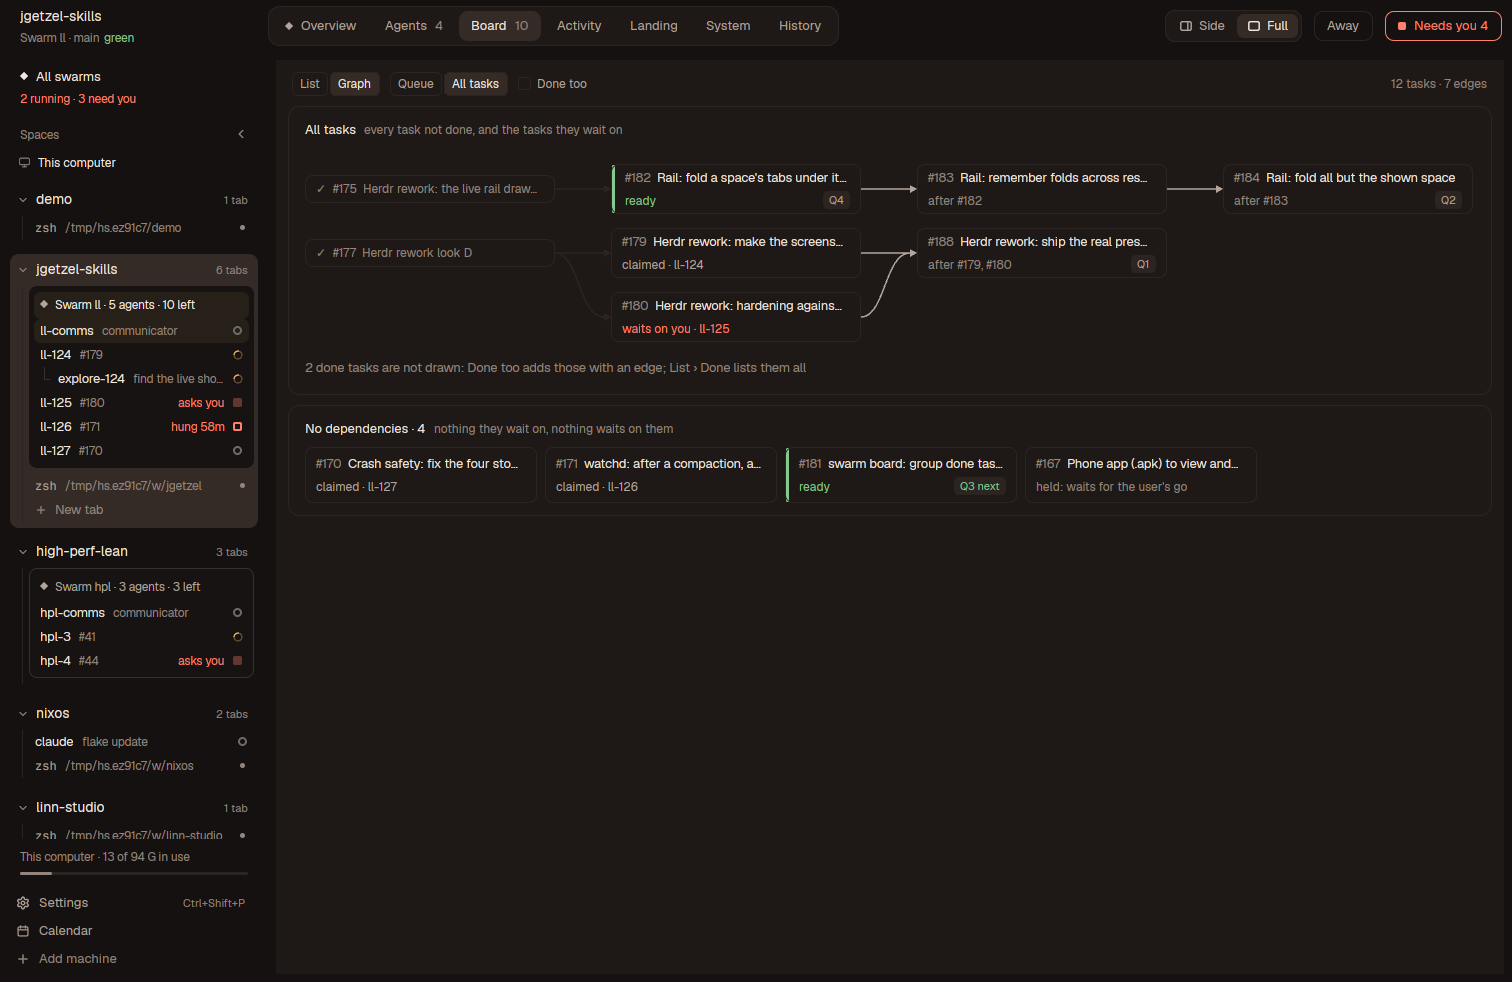 jgetzel-skills
Swarm ll · main green
All swarms
2 running · 3 need you
Spaces
This computer
demo 1 tab
zsh /tmp/hs.ez91c7/demo
jgetzel-skills 6 tabs
Swarm ll · 5 agents · 10 left
ll-comms communicator
ll-124 #179
explore-124 find the live sho...
ll-125 #180 asks you
ll-126 #171 hung 58m
ll-127 #170
zsh /tmp/hs.ez91c7/w/jgetzel
New tab
high-perf-lean 3 tabs
Swarm hpl · 3 agents · 3 left
hpl-comms communicator
hpl-3 #41
hpl-4 #44 asks you
nixos 2 tabs
claude flake update
zsh /tmp/hs.ez91c7/w/nixos
linn-studio 1 tab
zsh /tmp/hs.ez91c7/w/linn-studio
This computer · 13 of 94 G in use
Settings Ctrl+Shift+P
Calendar
Add machine
Overview Agents 4 Board 10 Activity Landing System History
Side Full Away Needs you 4
List Graph Queue All tasks Done too 12 tasks · 7 edges
All tasks every task not done, and the tasks they wait on
✓ #175 Herdr rework: the live rail draw...
#182 Rail: fold a space's tabs under it...
ready Q4
#183 Rail: remember folds across res...
after #182
#184 Rail: fold all but the shown space
after #183 Q2
✓ #177 Herdr rework look D
#179 Herdr rework: make the screens...
claimed · ll-124
#188 Herdr rework: ship the real pres...
after #179, #180 Q1
#180 Herdr rework: hardening agains...
waits on you · ll-125
2 done tasks are not drawn: Done too adds those with an edge; List › Done lists them all
No dependencies · 4 nothing they wait on, nothing waits on them
#170 Crash safety: fix the four sto...
claimed · ll-127
#171 watchd: after a compaction, a...
claimed · ll-126
#181 swarm board: group done tas...
ready Q3 next
#167 Phone app (.apk) to view and...
held: waits for the user's go